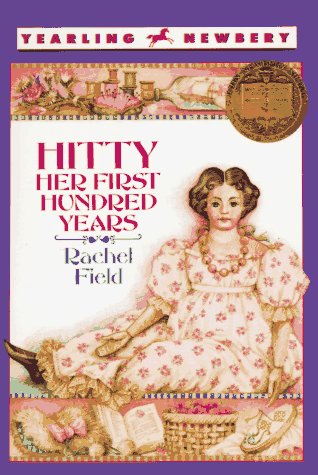 YEARLING NEWBERY
HITTY
HER FIRST
HUNDRED
YEARS
Rachel
Field